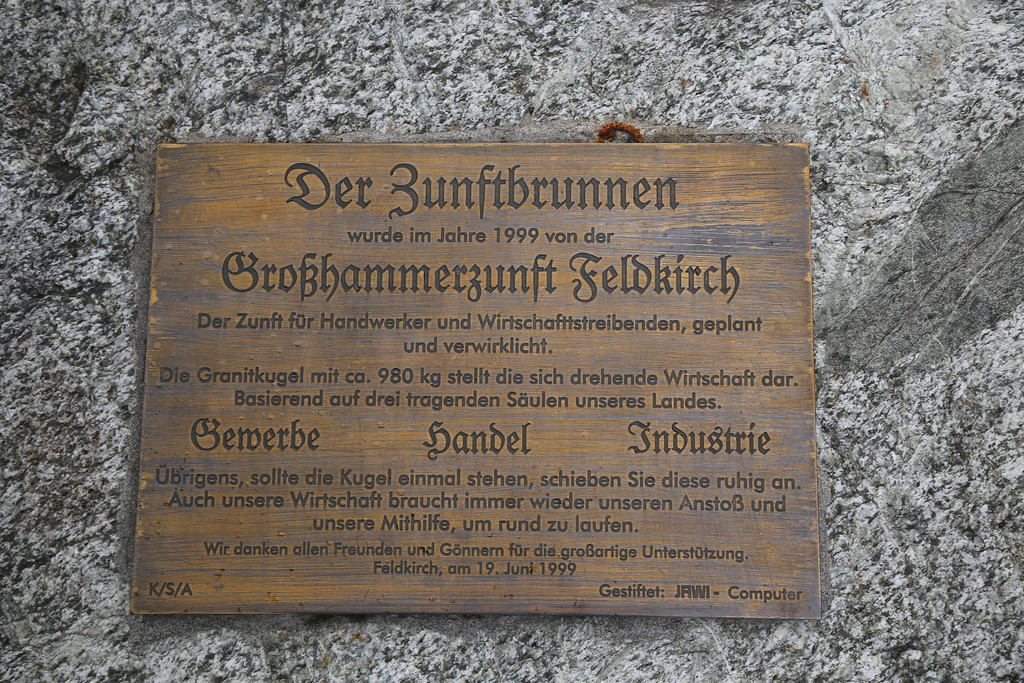 Der Zunftbrunnen
wurde im Jahre 1999 von der
Großhammerzunft Feldkirch
Der Zunft für Handwerker und Wirtschafttstreibenden, geplant
und verwirklicht.
Die Granitkugel mit ca. 980 kg stellt die sich drehende Wirtschaft dar.
Basierend auf drei tragenden Säulen unseres Landes.
Gewerbe Handel Industrie
Übrigens, sollte die Kugel einmal stehen, schieben Sie diese ruhig an.
Auch unsere Wirtschaft braucht immer wieder unseren Anstoß und
unsere Mithilfe, um rund zu laufen.
Wir danken allen Freunden und Gönnern für die großartige Unterstützung.
Feldkirch, am 19. Juni 1999
K/S/A Gestiftet: JAWI - Computer